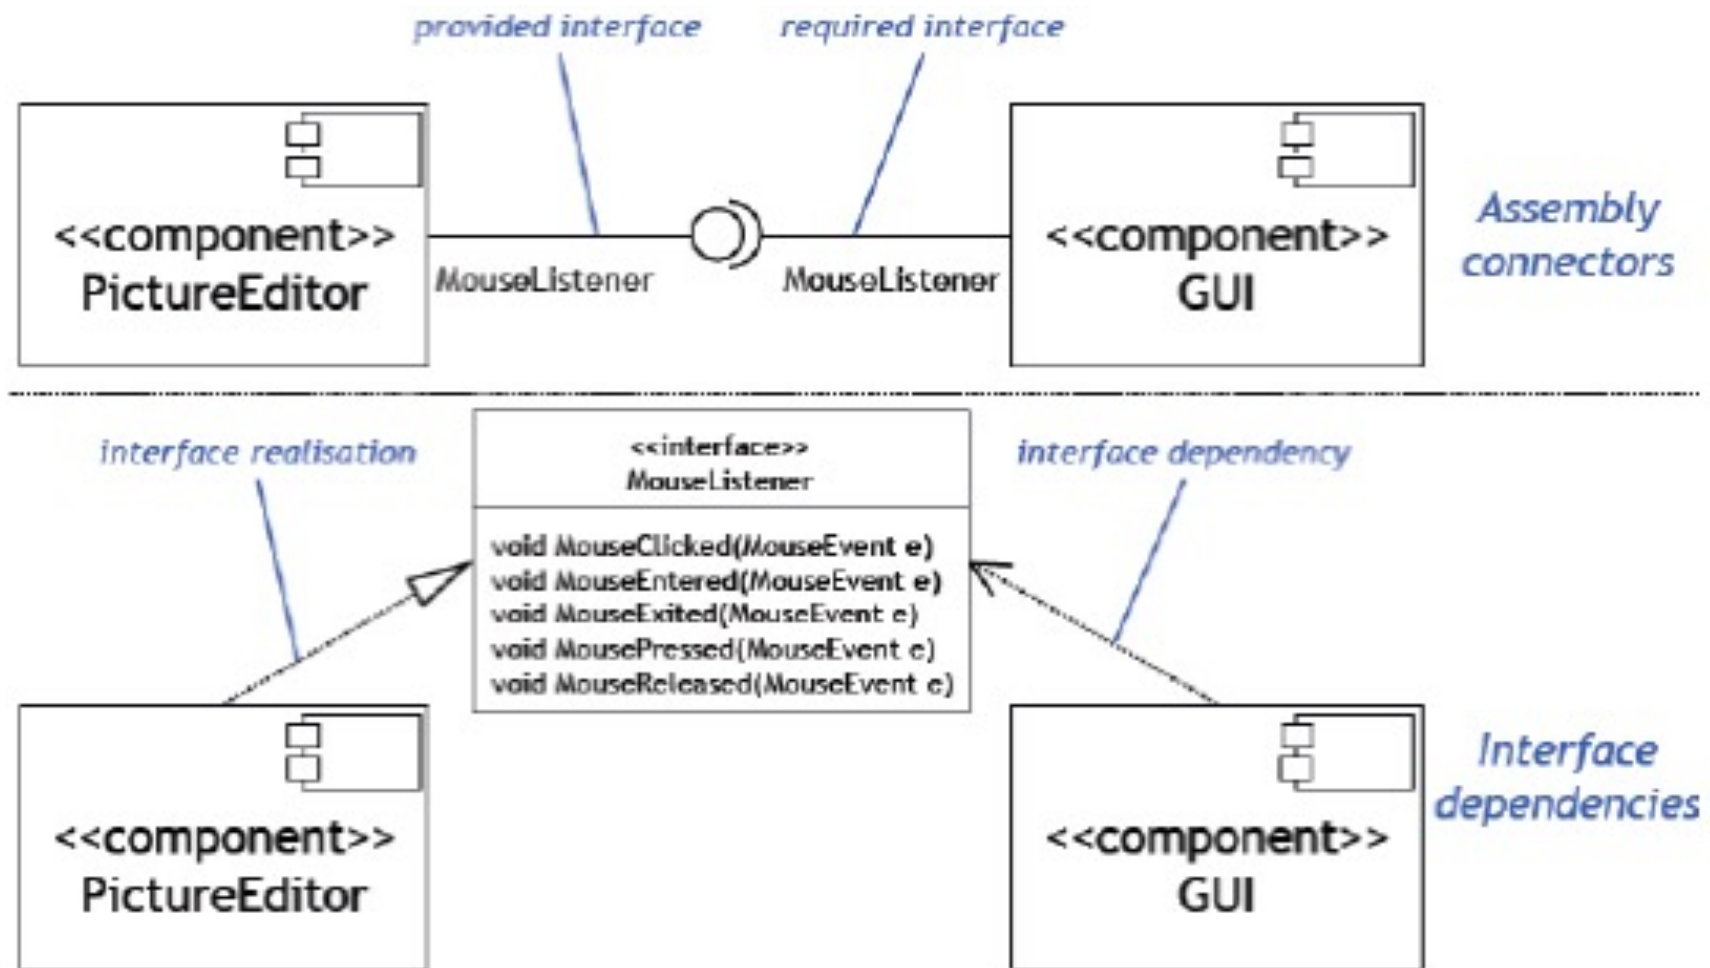 provided interface
required interface
<<component>>
PictureEditor
MouseListener
MouseListener
<<component>>
GUI
Assembly
connectors
interface realisation
<<interface>>
MouseListener
void MouseClicked(MouseEvent e)
void MouseEntered(MouseEvent e)
void MouseExited(MouseEvent e)
void MousePressed(MouseEvent e)
void MouseReleased(MouseEvent e)
interface dependency
<<component>>
PictureEditor
<<component>>
GUI
Interface
dependencies